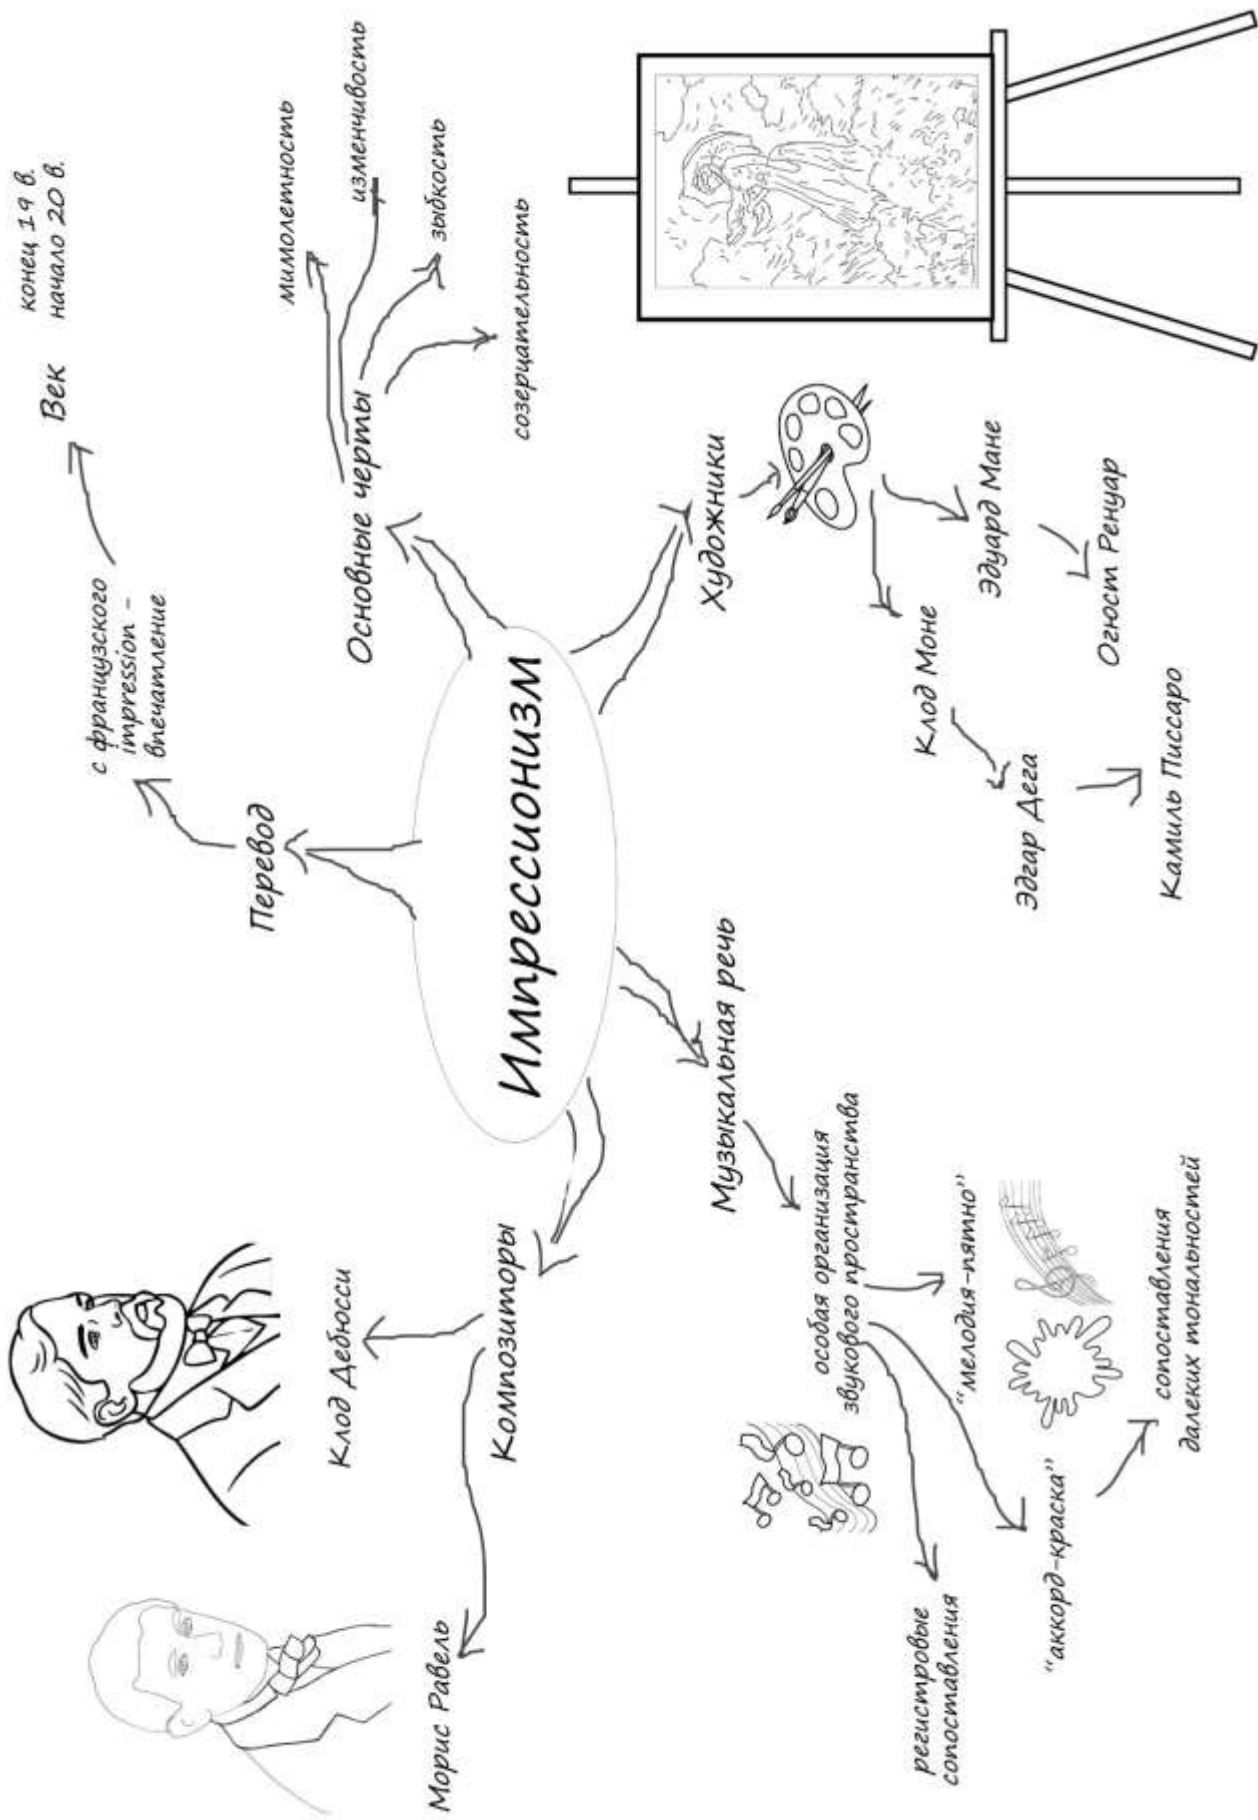 Импрессионизм
Перевод
с французского
impression –
впечатление
Век
конец 19 в.
начало 20 в.
Основные черты
мимолетность
изменчивость
зыбкость
созерцательность
Художники
Эдуард Мане
Огюст Ренуар
Клод Моне
Эдгар Дега
Камиль Писсаро
Музыкальная речь
особая организация
звукового пространства
"мелодия-пятно"
"аккорд-краска"
сопоставления
далеких тональностей
регистровые
сопоставления
Композиторы
Клод Дебюсси
Морис Равель